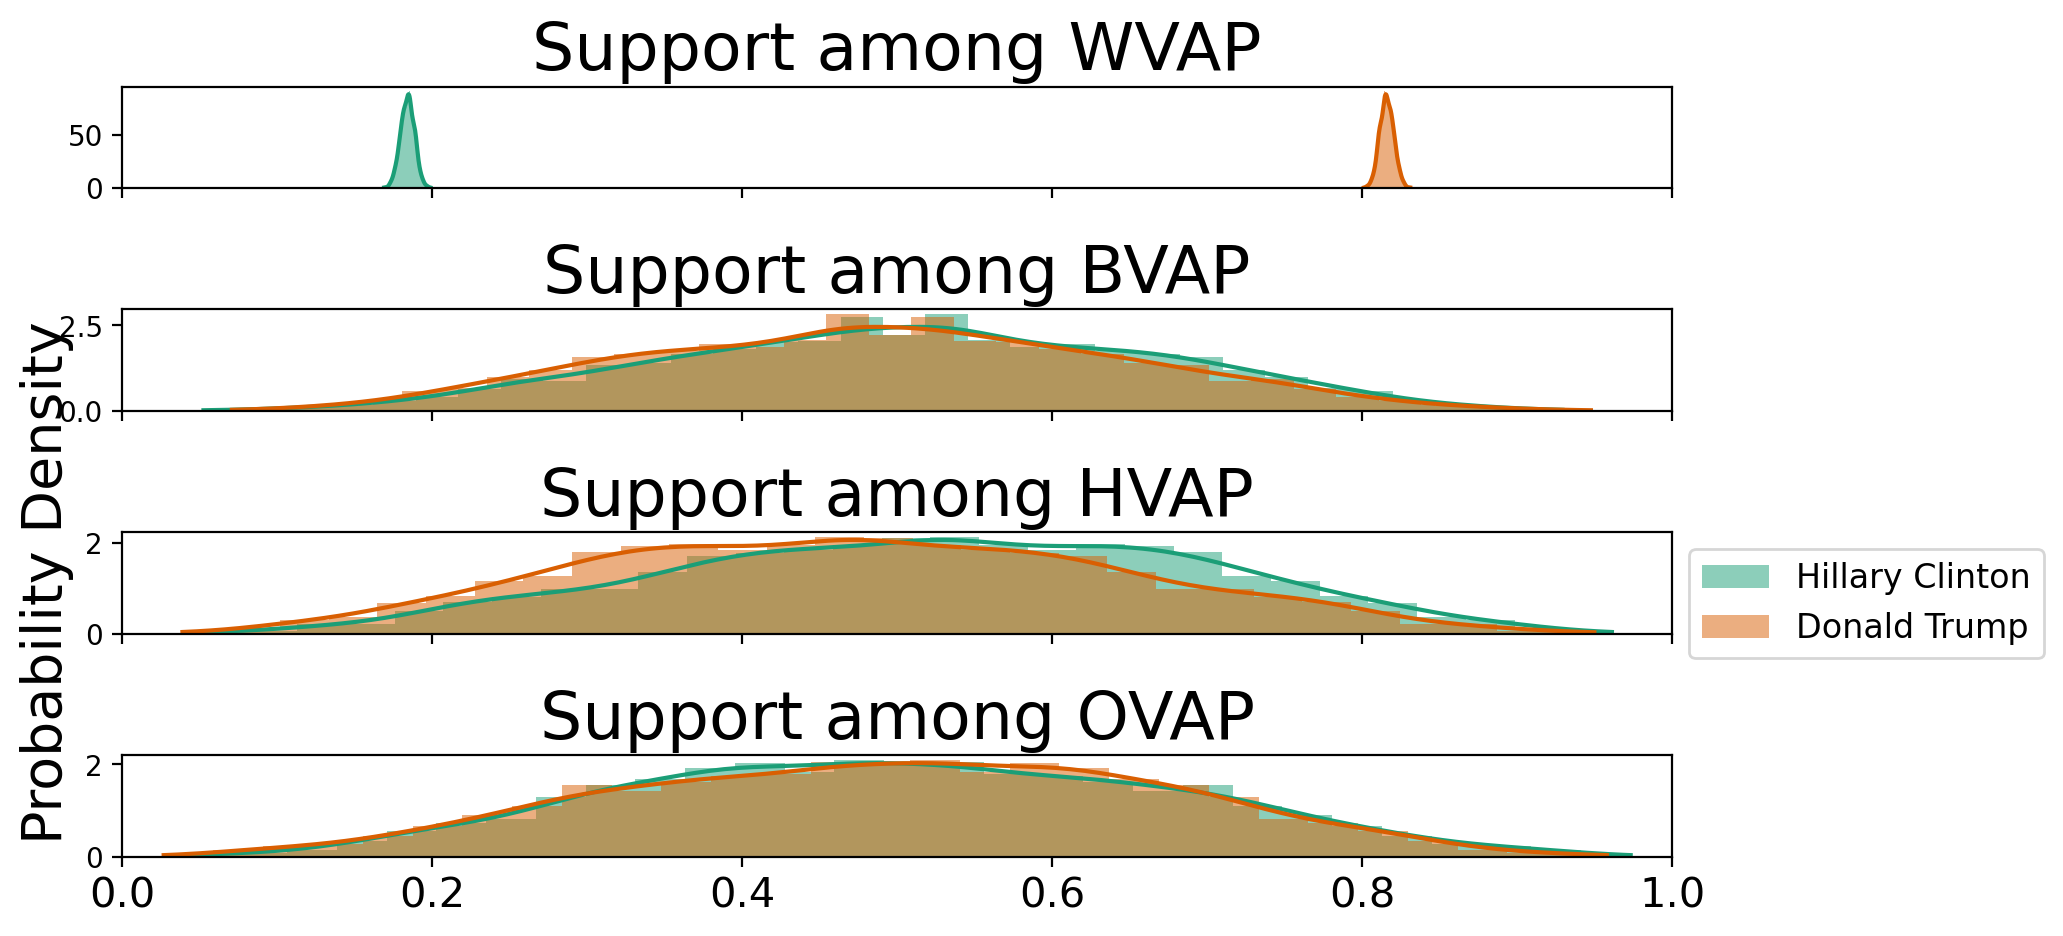 Support among WVAP
50
0
Support among BVAP
2.5
0.0
Support among HVAP
2
0
Support among OVAP
2
0
0.0 0.2 0.4 0.6 0.8 1.0
Probability Density
Hillary Clinton
Donald Trump